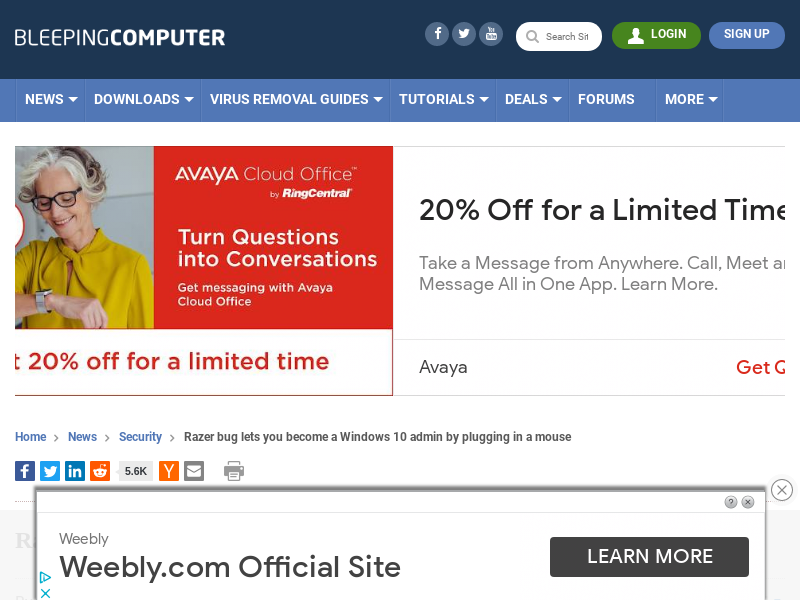 BLEEPINGCOMPUTER
Search Sit
LOGIN
SIGN UP
NEWS
DOWNLOADS
VIRUS REMOVAL GUIDES
TUTORIALS
DEALS
FORUMS
MORE
AVAYA Cloud Office™
by RingCentral®
Turn Questions
into Conversations
Get messaging with Avaya
Cloud Office
t 20% off for a limited time
20% Off for a Limited Time
Take a Message from Anywhere. Call, Meet an
Message All in One App. Learn More.
Avaya
Get Q
Home > News > Security > Razer bug lets you become a Windows 10 admin by plugging in a mouse
5.6K
Weebly
Weebly.com Official Site
LEARN MORE